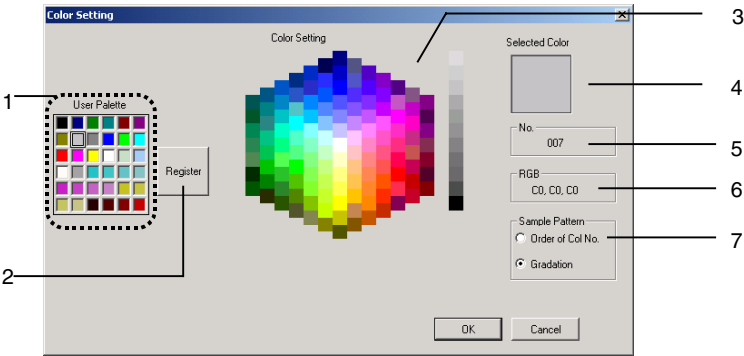 Color Setting
3
Color Setting
Selected Color
4
1
User Palette
No.
007
5
Register
RGB
C0, C0, C0
6
Sample Pattern
Order of Col No.
7
Gradation
2
OK
Cancel